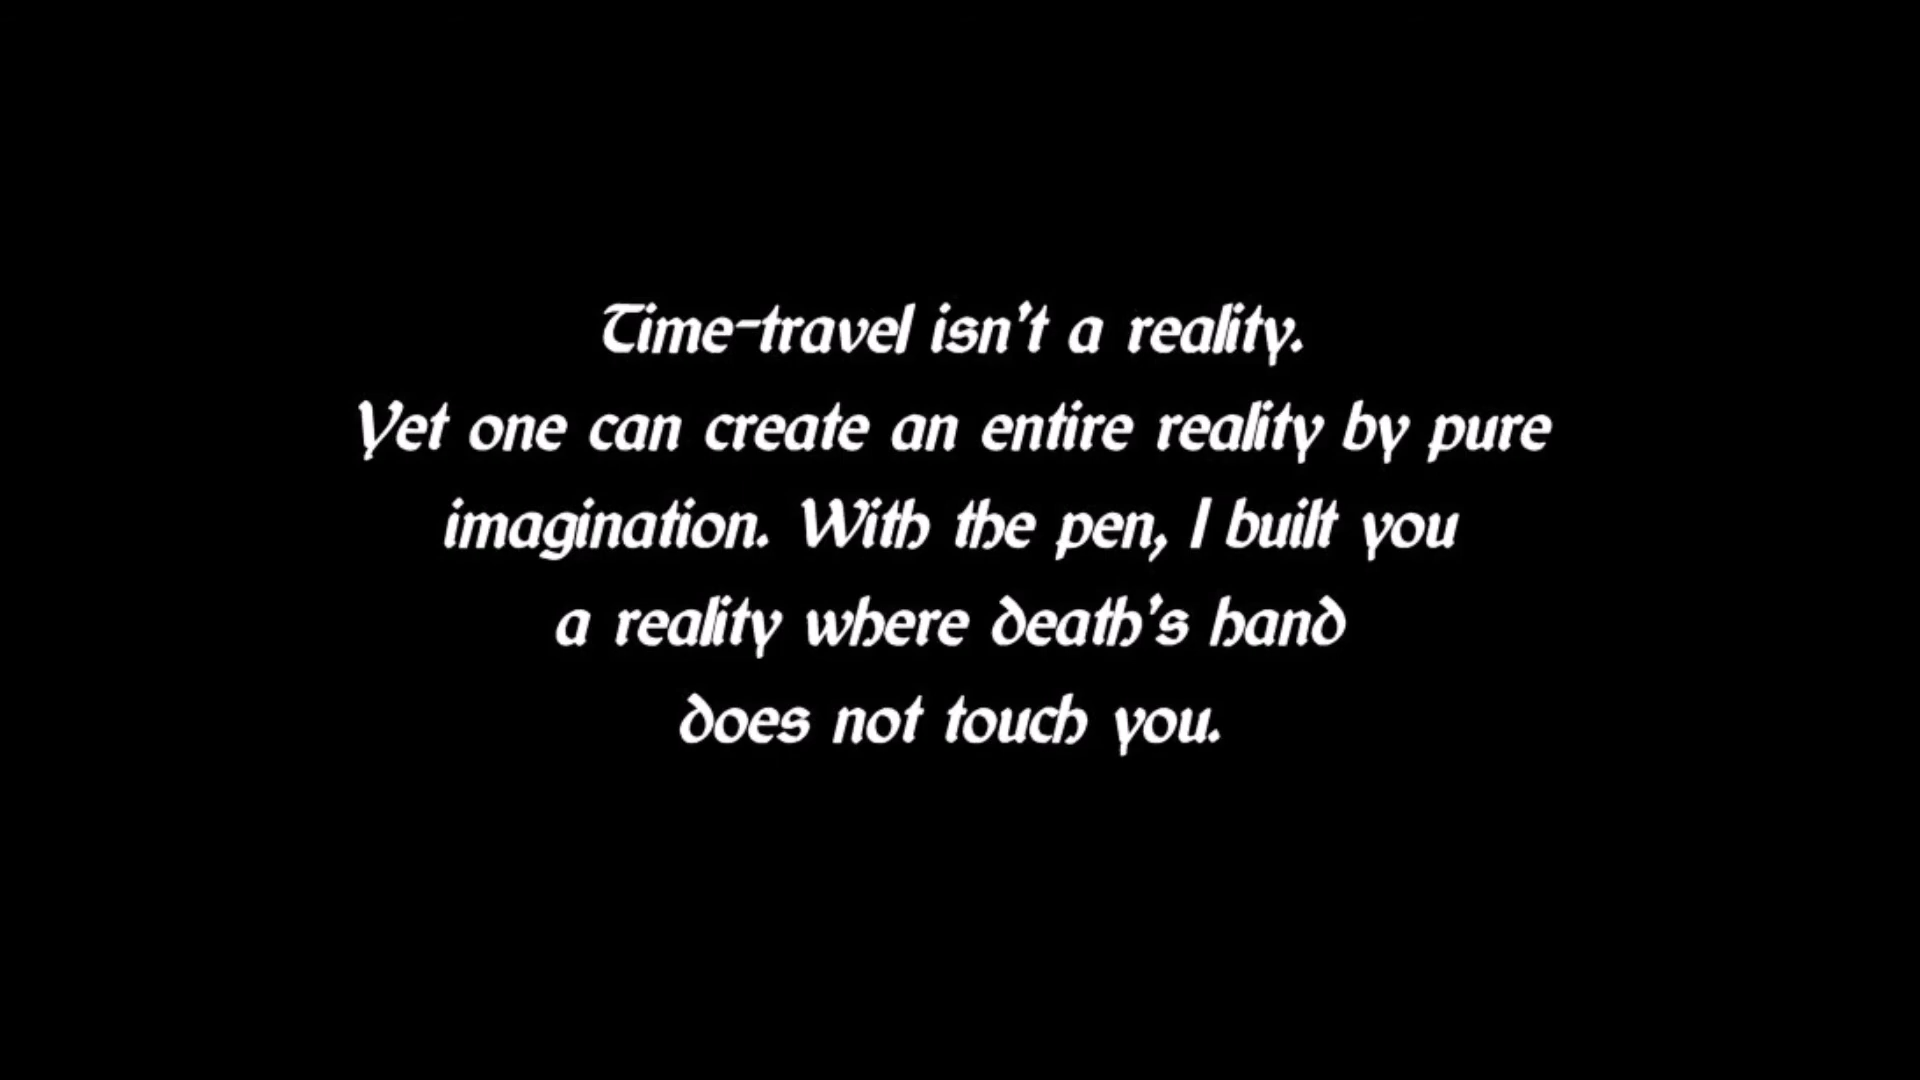 Time-travel isn't a reality.
Yet one can create an entire reality by pure
imagination. With the pen, I built you
a reality where death's hand
does not touch you.